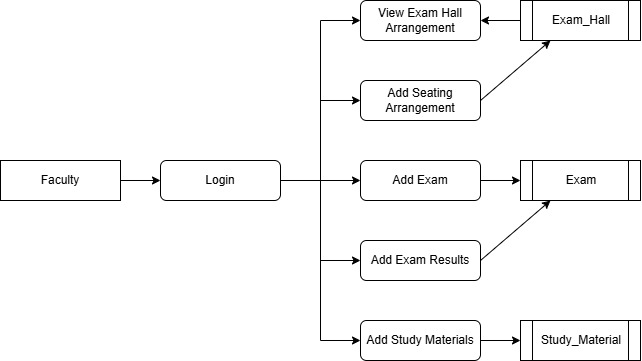 View Exam Hall
Arrangement
Exam_Hall
Add Seating
Arrangement
Faculty
Login
Add Exam
Exam
Add Exam Results
Add Study Materials
Study_Material